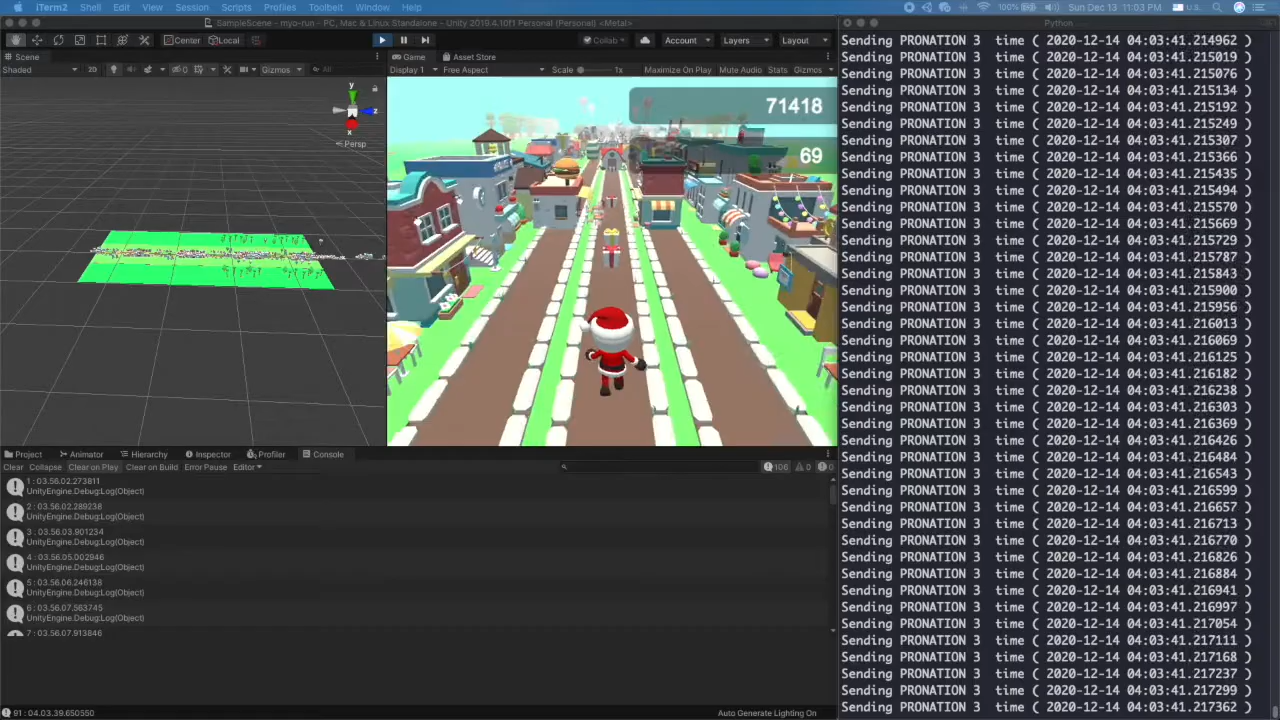 iTerm2 Shell Edit View Session Scripts Profiles Toolbelt Window Help
100% Sun Dec 13 11:03 PM U.S.
SampleScene - myo-run - PC, Mac & Linux Standalone - Unity 2019.4.10f1 Personal (Personal) <Metal>
Python
Center Local
Collab Account Layers Layout
Scene
Game Asset Store
Shaded 2D 0 Gizmos All
Display 1 Free Aspect Scale 1x Maximize On Play Mute Audio Stats Gizmos
y
z
x
Persp
71418
69
Project Animator Hierarchy Inspector Profiler Console
Clear Collapse Clear on Play Clear on Build Error Pause Editor
106 0 0
1 : 03.56.02.273811
UnityEngine.Debug:Log(Object)
2 : 03.56.02.289238
UnityEngine.Debug:Log(Object)
3 : 03.56.03.901234
UnityEngine.Debug:Log(Object)
4 : 03.56.05.002946
UnityEngine.Debug:Log(Object)
5 : 03.56.06.246138
UnityEngine.Debug:Log(Object)
6 : 03.56.07.563745
UnityEngine.Debug:Log(Object)
7 : 03.56.07.913846
91 : 04.03.39.650550
Auto Generate Lighting On
Sending PRONATION 3 time ( 2020-12-14 04:03:41.214962 )
Sending PRONATION 3 time ( 2020-12-14 04:03:41.215019 )
Sending PRONATION 3 time ( 2020-12-14 04:03:41.215076 )
Sending PRONATION 3 time ( 2020-12-14 04:03:41.215134 )
Sending PRONATION 3 time ( 2020-12-14 04:03:41.215191 )
Sending PRONATION 3 time ( 2020-12-14 04:03:41.215249 )
Sending PRONATION 3 time ( 2020-12-14 04:03:41.215306 )
Sending PRONATION 3 time ( 2020-12-14 04:03:41.215366 )
Sending PRONATION 3 time ( 2020-12-14 04:03:41.215423 )
Sending PRONATION 3 time ( 2020-12-14 04:03:41.215494 )
Sending PRONATION 3 time ( 2020-12-14 04:03:41.215570 )
Sending PRONATION 3 time ( 2020-12-14 04:03:41.215669 )
Sending PRONATION 3 time ( 2020-12-14 04:03:41.215729 )
Sending PRONATION 3 time ( 2020-12-14 04:03:41.215787 )
Sending PRONATION 3 time ( 2020-12-14 04:03:41.215843 )
Sending PRONATION 3 time ( 2020-12-14 04:03:41.215900 )
Sending PRONATION 3 time ( 2020-12-14 04:03:41.215956 )
Sending PRONATION 3 time ( 2020-12-14 04:03:41.216013 )
Sending PRONATION 3 time ( 2020-12-14 04:03:41.216069 )
Sending PRONATION 3 time ( 2020-12-14 04:03:41.216125 )
Sending PRONATION 3 time ( 2020-12-14 04:03:41.216182 )
Sending PRONATION 3 time ( 2020-12-14 04:03:41.216238 )
Sending PRONATION 3 time ( 2020-12-14 04:03:41.216303 )
Sending PRONATION 3 time ( 2020-12-14 04:03:41.216369 )
Sending PRONATION 3 time ( 2020-12-14 04:03:41.216426 )
Sending PRONATION 3 time ( 2020-12-14 04:03:41.216484 )
Sending PRONATION 3 time ( 2020-12-14 04:03:41.216541 )
Sending PRONATION 3 time ( 2020-12-14 04:03:41.216599 )
Sending PRONATION 3 time ( 2020-12-14 04:03:41.216657 )
Sending PRONATION 3 time ( 2020-12-14 04:03:41.216713 )
Sending PRONATION 3 time ( 2020-12-14 04:03:41.216770 )
Sending PRONATION 3 time ( 2020-12-14 04:03:41.216826 )
Sending PRONATION 3 time ( 2020-12-14 04:03:41.216884 )
Sending PRONATION 3 time ( 2020-12-14 04:03:41.216941 )
Sending PRONATION 3 time ( 2020-12-14 04:03:41.216997 )
Sending PRONATION 3 time ( 2020-12-14 04:03:41.217054 )
Sending PRONATION 3 time ( 2020-12-14 04:03:41.217111 )
Sending PRONATION 3 time ( 2020-12-14 04:03:41.217168 )
Sending PRONATION 3 time ( 2020-12-14 04:03:41.217237 )
Sending PRONATION 3 time ( 2020-12-14 04:03:41.217299 )
Sending PRONATION 3 time ( 2020-12-14 04:03:41.217392 )